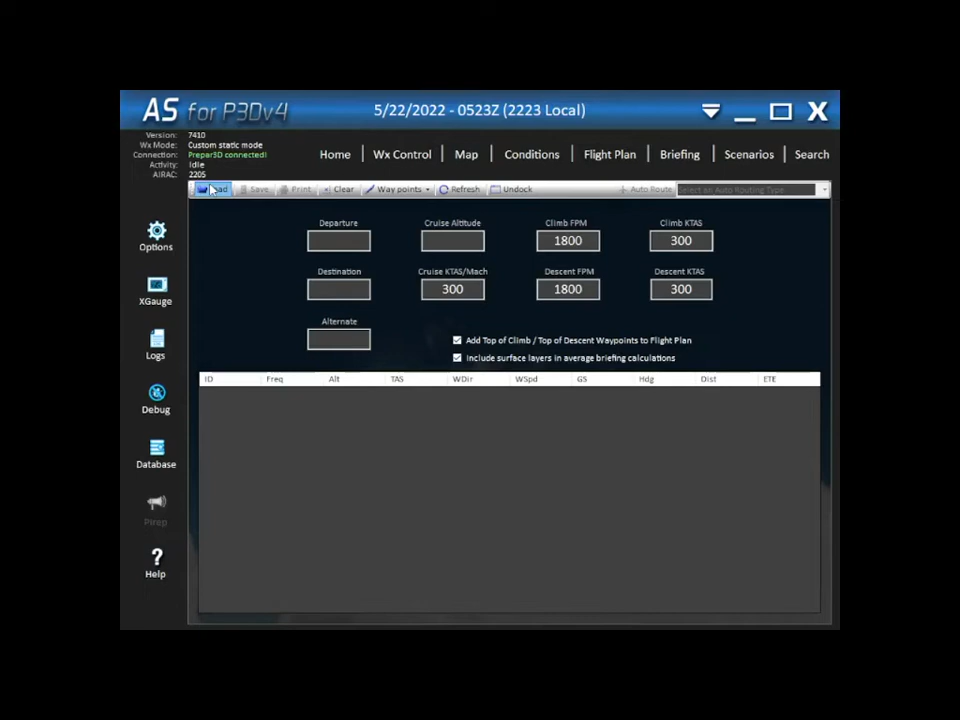 AS for P3Dv4
5/22/2022 - 0523Z (2223 Local)
X
Version: 7410
Wx Mode: Custom static mode
Connection: Prepar3D connected!
Activity: Idle
AIRAC: 2205
Home Wx Control Map Conditions Flight Plan Briefing Scenarios Search
Save Print Clear Way points Refresh Undock Auto Route Select an Auto Routing Type
Departure Cruise Altitude Climb FPM Climb KTAS
1800 300
Destination Cruise KTAS/Mach Descent FPM Descent KTAS
300 1800 300
Alternate
Add Top of Climb / Top of Descent Waypoints to Flight Plan
Include surface layers in average briefing calculations
ID Freq Alt TAS WDir WSpd GS Hdg Dist ETE
Options
XGauge
Logs
Debug
Database
Pirep
?
Help